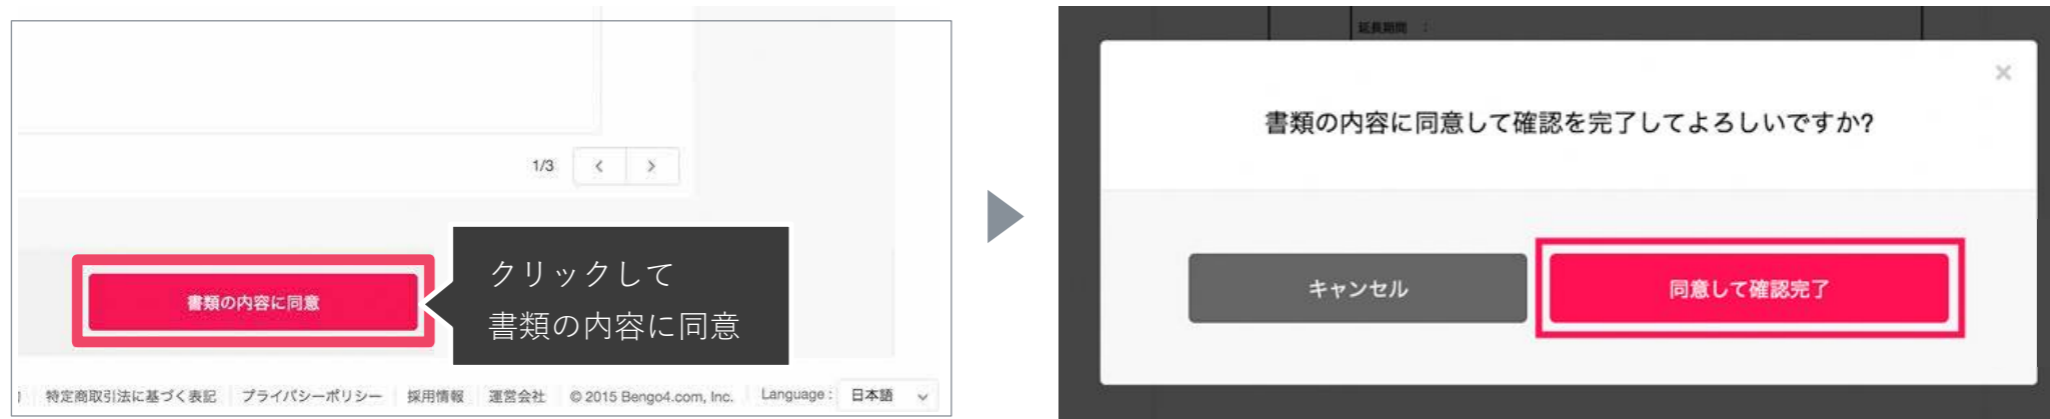 1/3
書類の内容に同意
クリックして
書類の内容に同意
特定商取引法に基づく表記 プライバシーポリシー 採用情報 運営会社 © 2015 Bengo4.com, Inc. Language : 日本語
延長期間 :
書類の内容に同意して確認を完了してよろしいですか?
キャンセル
同意して確認完了